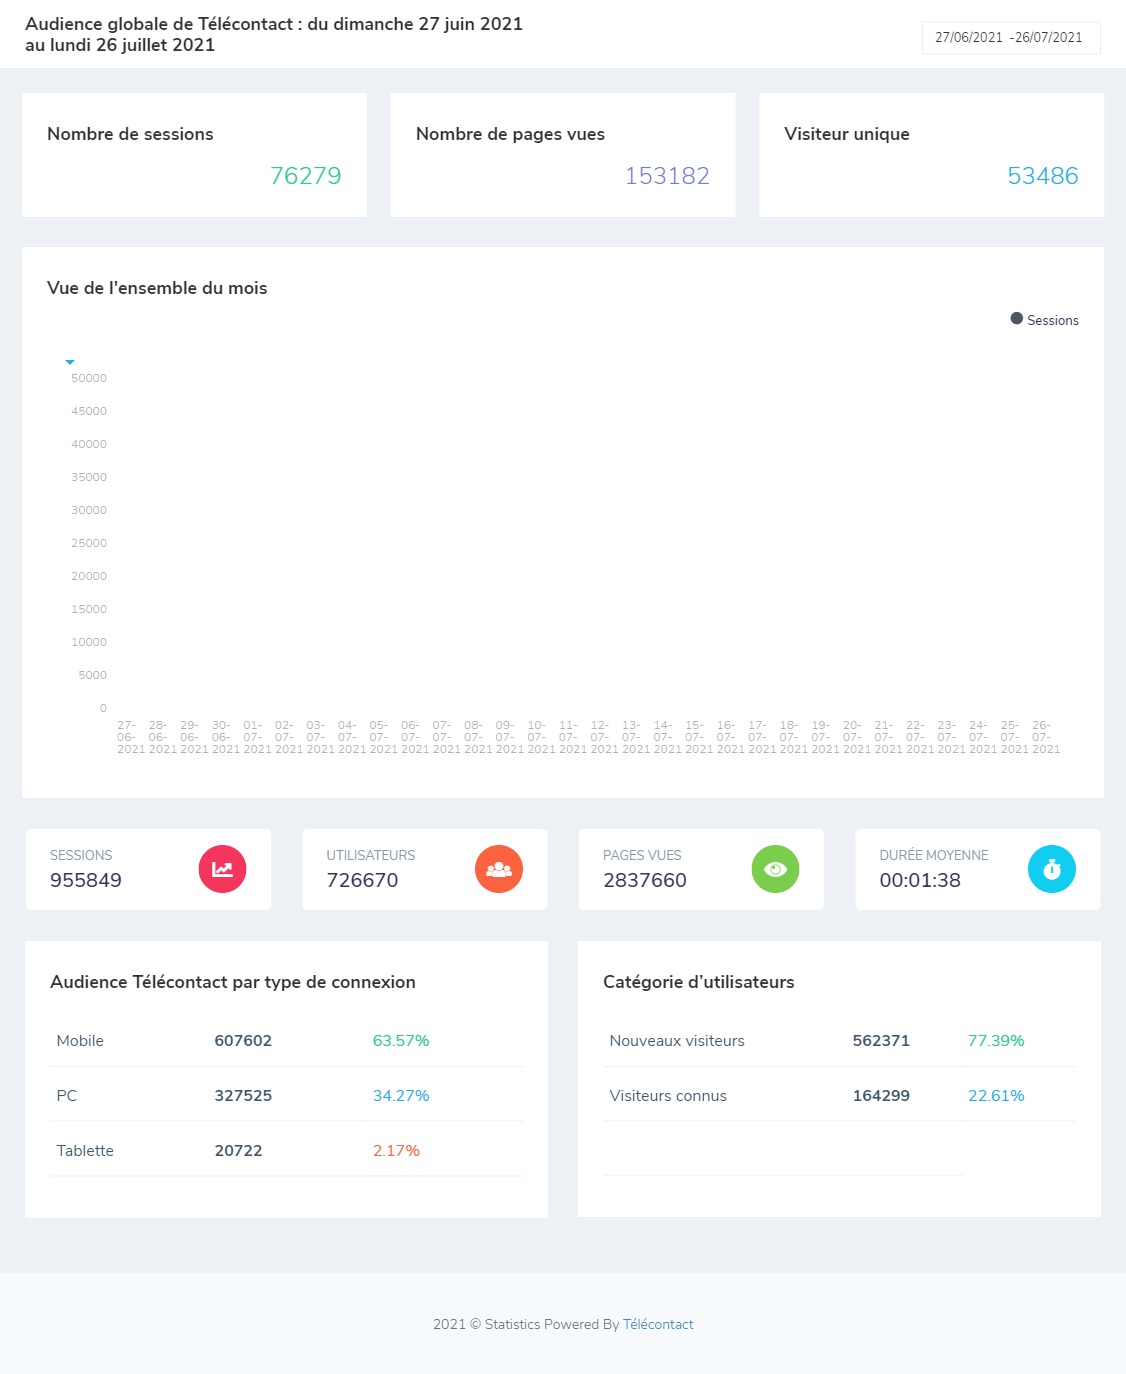 Audience globale de Télécontact : du dimanche 27 juin 2021
au lundi 26 juillet 2021
27/06/2021 -26/07/2021
Nombre de sessions
76279
Nombre de pages vues
153182
Visiteur unique
53486
Vue de l'ensemble du mois
Sessions
50000
45000
40000
35000
30000
25000
20000
15000
10000
5000
0
27- 28- 29- 30- 01- 02- 03- 04- 05- 06- 07- 08- 09- 10- 11- 12- 13- 14- 15- 16- 17- 18- 19- 20- 21- 22- 23- 24- 25- 26-
06- 06- 06- 06- 07- 07- 07- 07- 07- 07- 07- 07- 07- 07- 07- 07- 07- 07- 07- 07- 07- 07- 07- 07- 07- 07- 07- 07- 07- 07-
2021 2021 2021 2021 2021 2021 2021 2021 2021 2021 2021 2021 2021 2021 2021 2021 2021 2021 2021 2021 2021 2021 2021 2021 2021 2021 2021 2021 2021 2021
SESSIONS
955849
UTILISATEURS
726670
PAGES VUES
2837660
DURÉE MOYENNE
00:01:38
Audience Télécontact par type de connexion
Mobile 607602 63.57%
PC 327525 34.27%
Tablette 20722 2.17%
Catégorie d’utilisateurs
Nouveaux visiteurs 562371 77.39%
Visiteurs connus 164299 22.61%
2021 © Statistics Powered By Télécontact